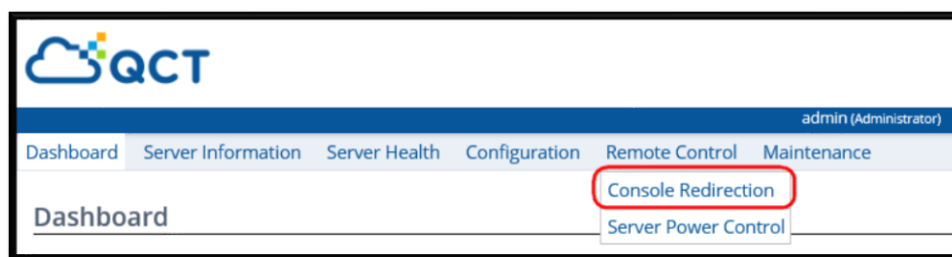 QCT
admin (Administrator)
Dashboard Server Information Server Health Configuration Remote Control Maintenance
Console Redirection
Dashboard
Server Power Control